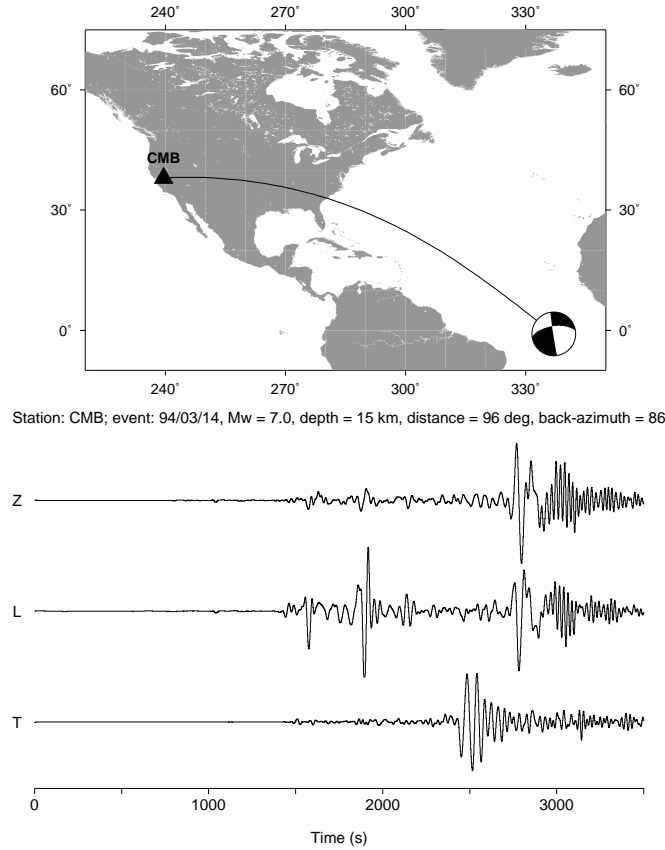 240˚ 270˚ 300˚ 330˚
60˚ 60˚
CMB
30˚ 30˚
0˚ 0˚
240˚ 270˚ 300˚ 330˚
Station: CMB; event: 94/03/14, Mw = 7.0, depth = 15 km, distance = 96 deg, back-azimuth = 86
Z
L
T
0 1000 2000 3000
Time (s)